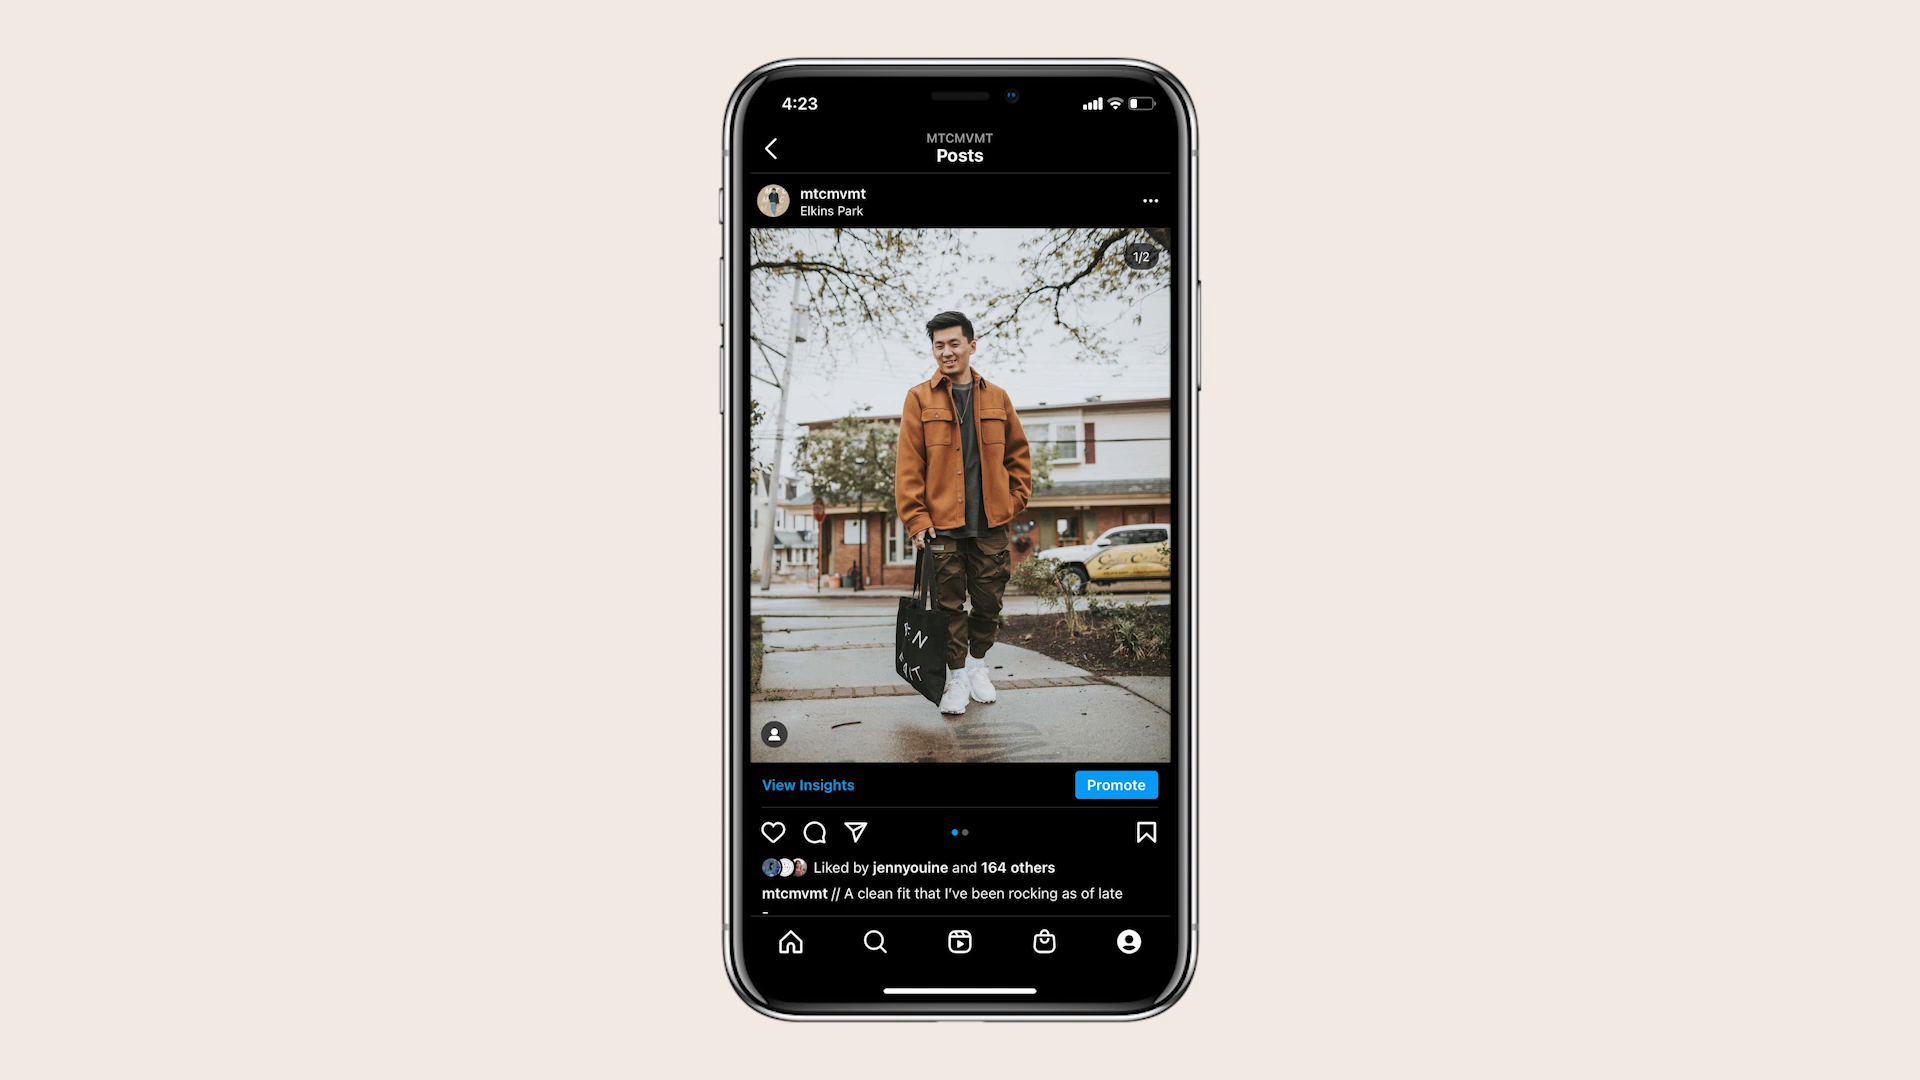 4:23
MTCMVMT
Posts
mtcmvmt
Elkins Park
1/2
View Insights
Promote
Liked by jennyouine and 164 others
mtcmvmt // A clean fit that I’ve been rocking as of late
-